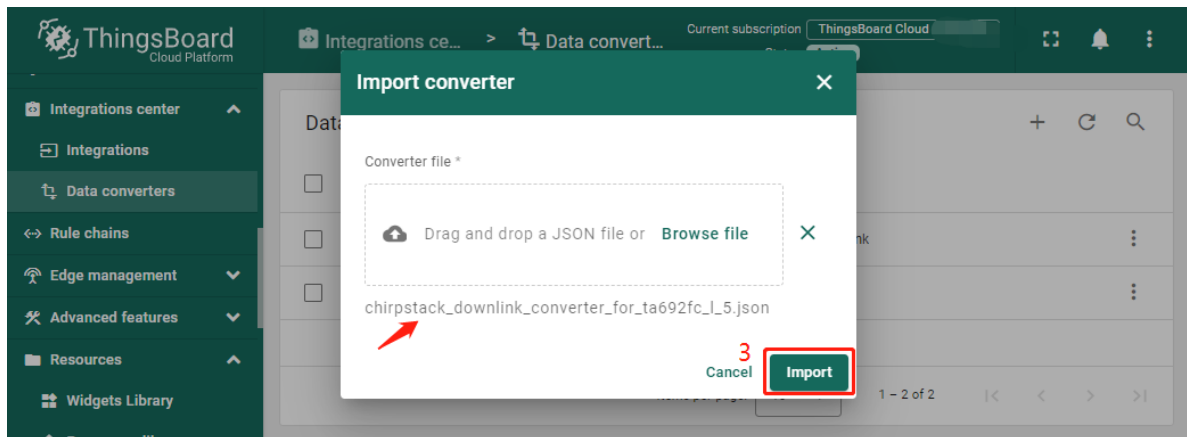 ThingsBoard
Cloud Platform
Integrations ce... > Data convert...
Current subscription ThingsBoard Cloud
Integrations center
Integrations
Data converters
Rule chains
Edge management
Advanced features
Resources
Widgets Library
Import converter
Converter file *
Drag and drop a JSON file or Browse file
chirpstack_downlink_converter_for_ta692fc_l_5.json
3
Cancel
Import
1 – 2 of 2